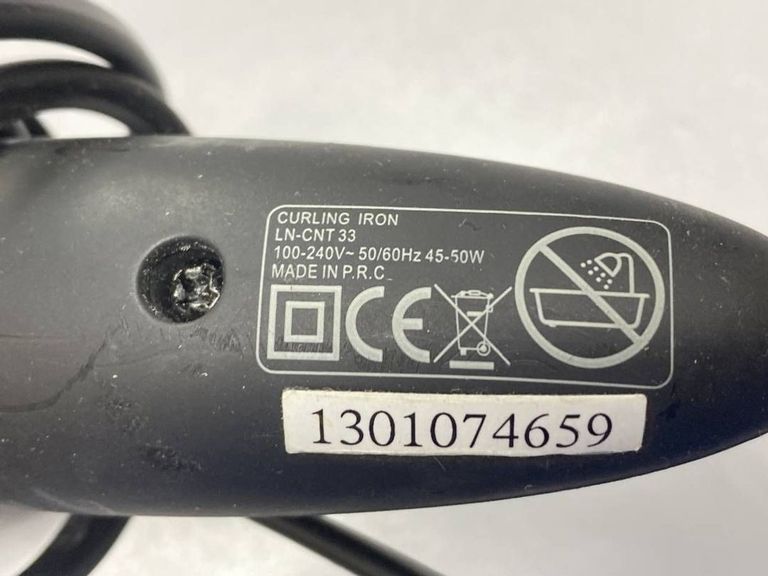 CURLING IRON
LN-CNT 33
100-240V~ 50/60Hz 45-50W
MADE IN P.R.C
CE
1301074659